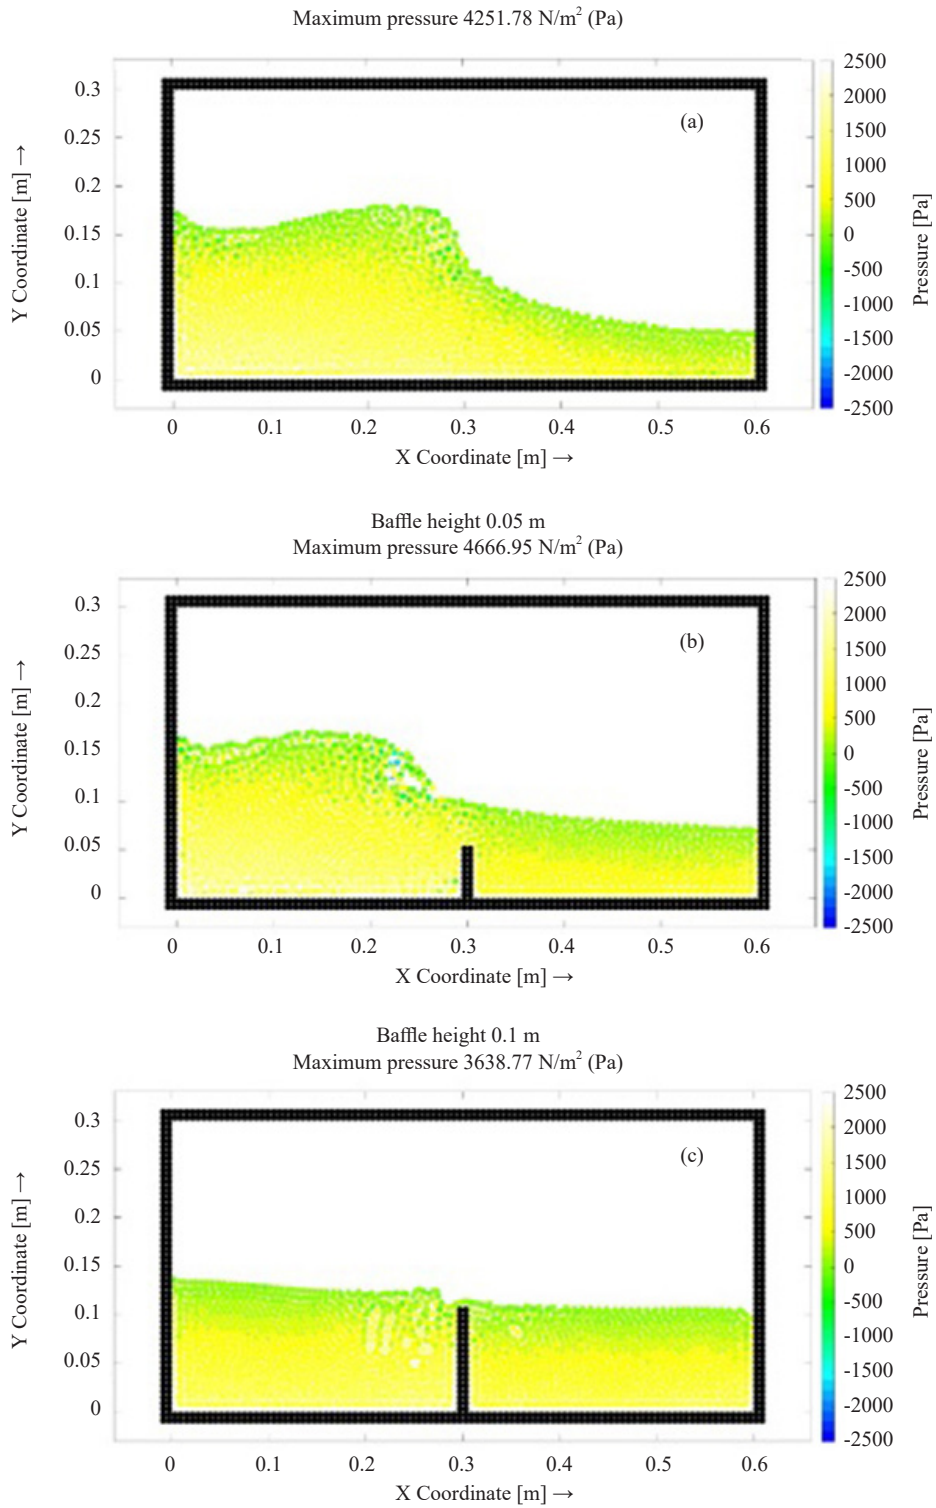 Maximum pressure 4251.78 N/m² (Pa)
(a)
0.3
0.25
0.2
0.15
0.1
0.05
0
Y Coordinate [m] →
0 0.1 0.2 0.3 0.4 0.5 0.6
X Coordinate [m] →
2500
2000
1500
1000
500
0
-500
-1000
-1500
-2000
-2500
Pressure [Pa]
Baffle height 0.05 m
Maximum pressure 4666.95 N/m² (Pa)
(b)
0.3
0.25
0.2
0.15
0.1
0.05
0
Y Coordinate [m] →
0 0.1 0.2 0.3 0.4 0.5 0.6
X Coordinate [m] →
2500
2000
1500
1000
500
0
-500
-1000
-1500
-2000
-2500
Pressure [Pa]
Baffle height 0.1 m
Maximum pressure 3638.77 N/m² (Pa)
(c)
0.3
0.25
0.2
0.15
0.1
0.05
0
Y Coordinate [m] →
0 0.1 0.2 0.3 0.4 0.5 0.6
X Coordinate [m] →
2500
2000
1500
1000
500
0
-500
-1000
-1500
-2000
-2500
Pressure [Pa]